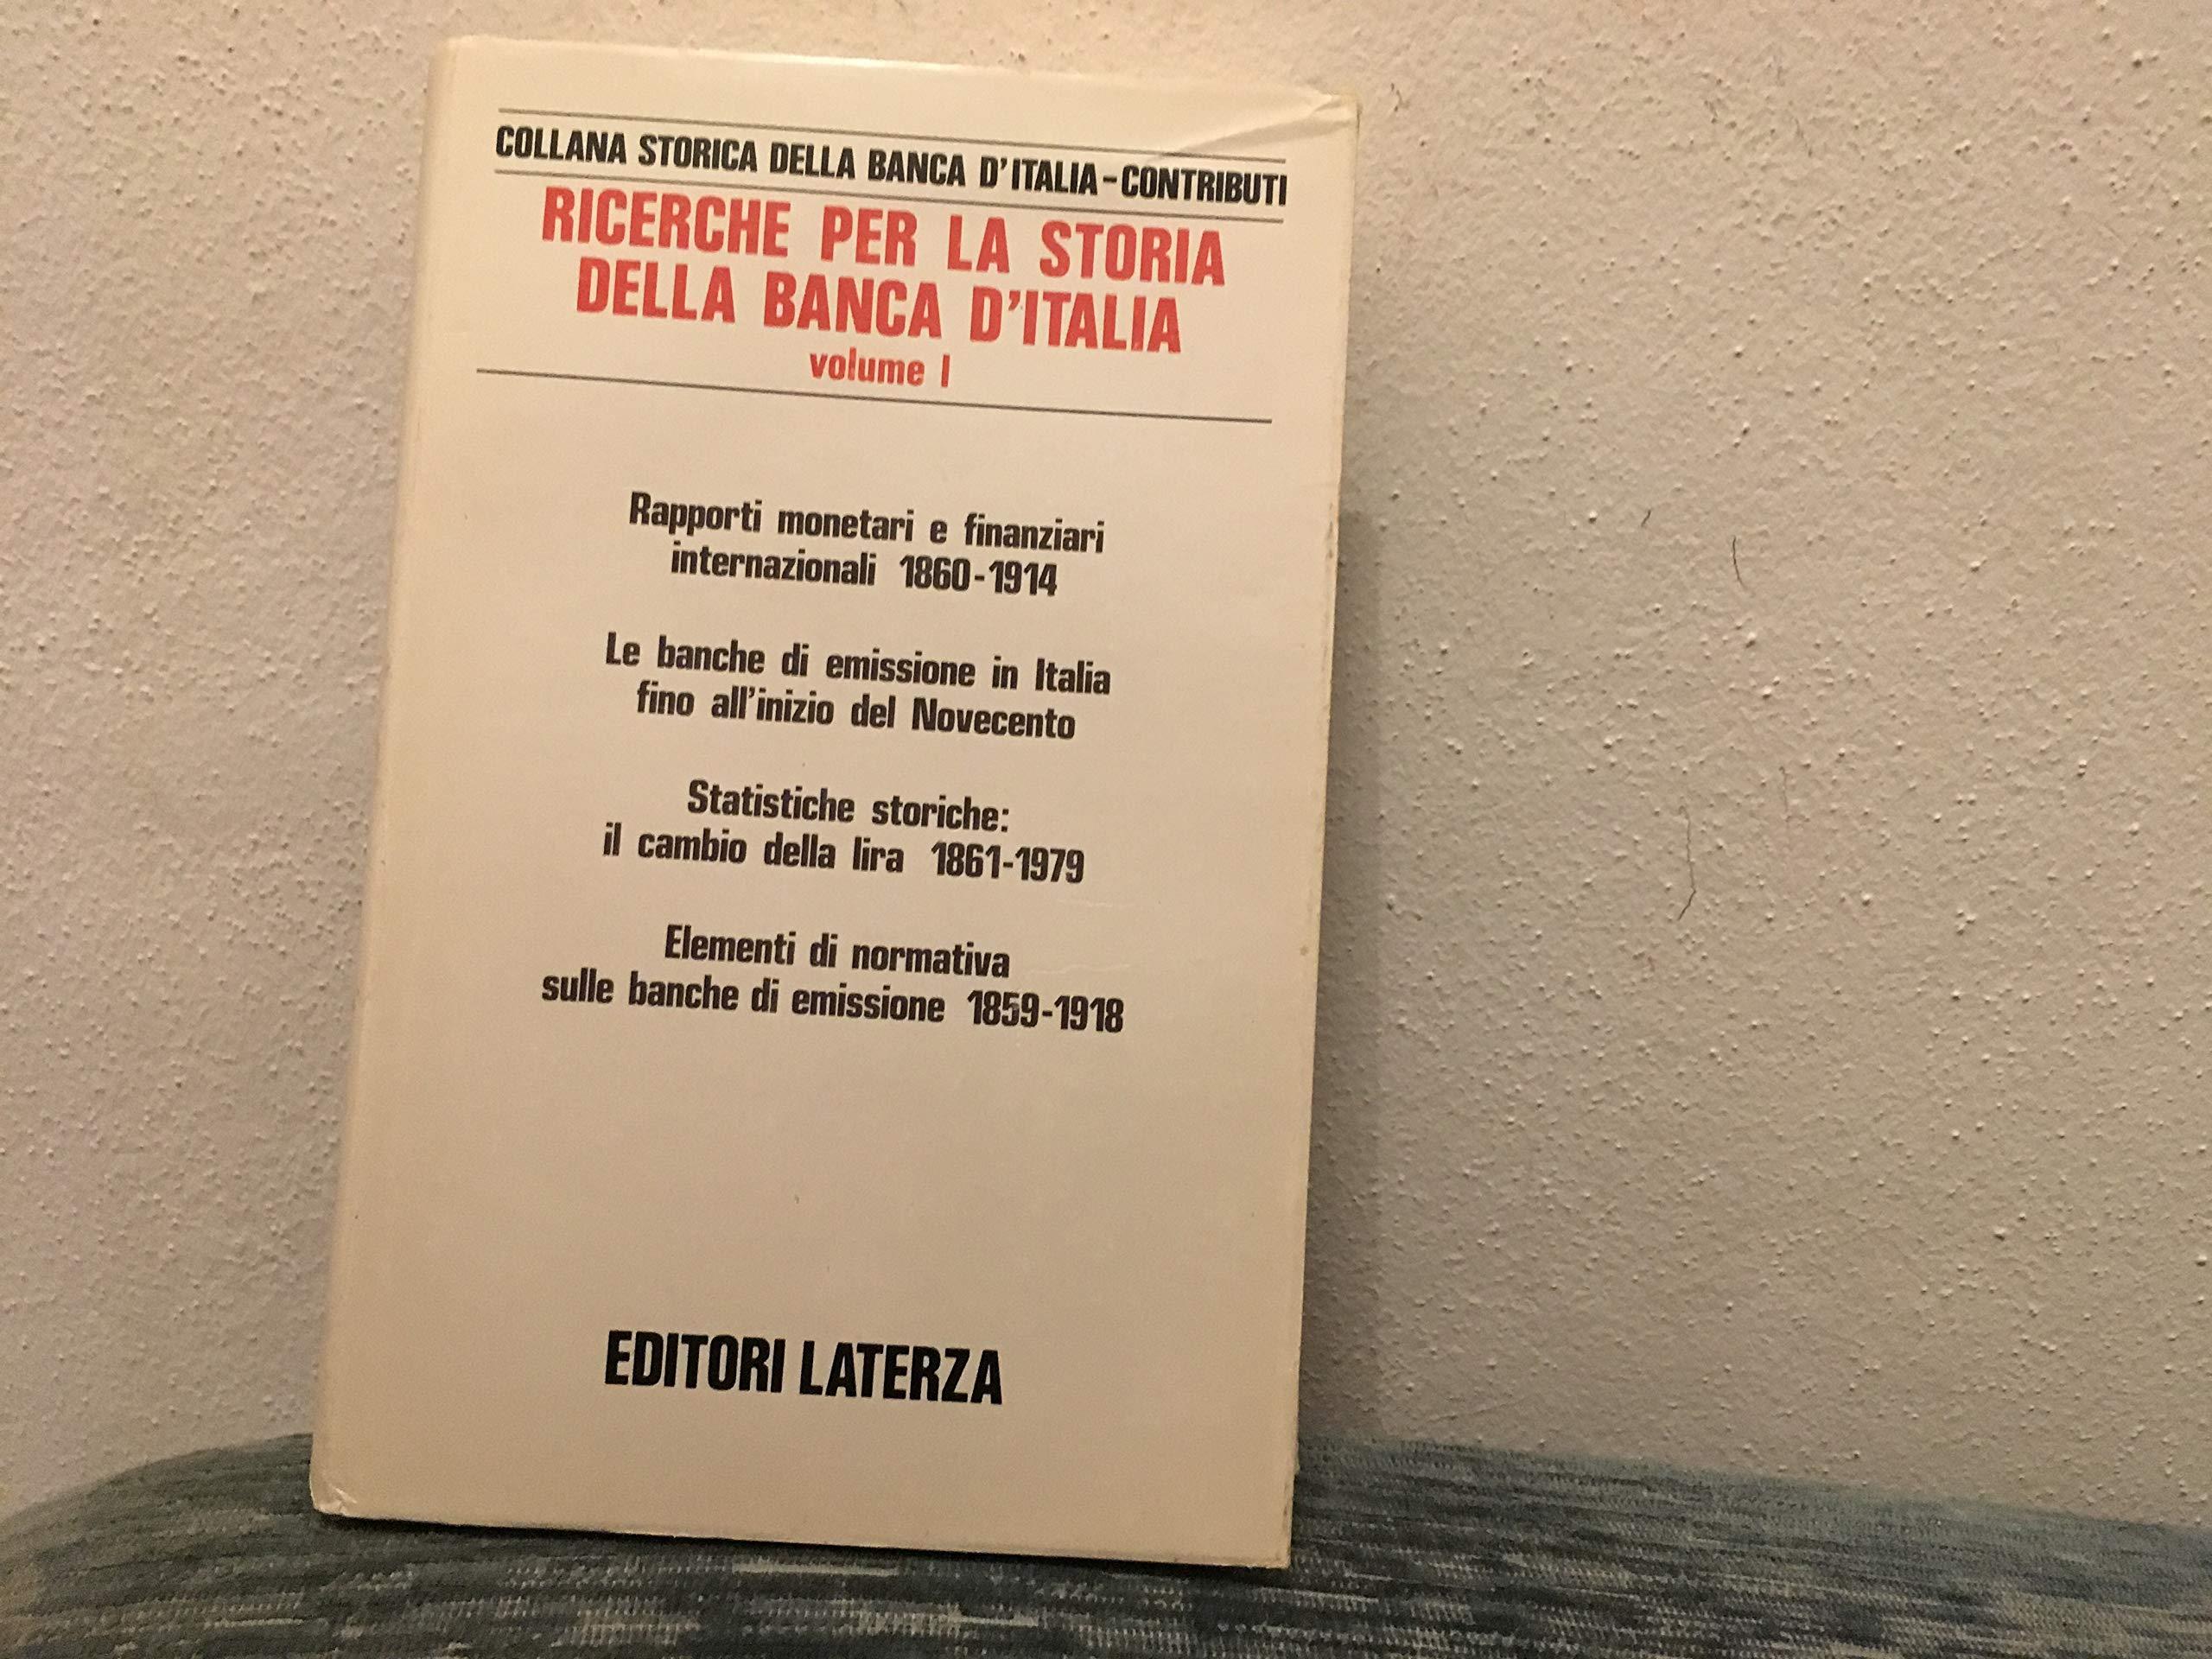 COLLANA STORICA DELLA BANCA D'ITALIA-CONTRIBUTI
RICERCHE PER LA STORIA
DELLA BANCA D'ITALIA
volume I
Rapporti monetari e finanziari
internazionali 1860-1914
Le banche di emissione in Italia
fino all'inizio del Novecento
Statistiche storiche:
il cambio della lira 1861-1979
Elementi di normativa
sulle banche di emissione 1859-1918
EDITORI LATERZA